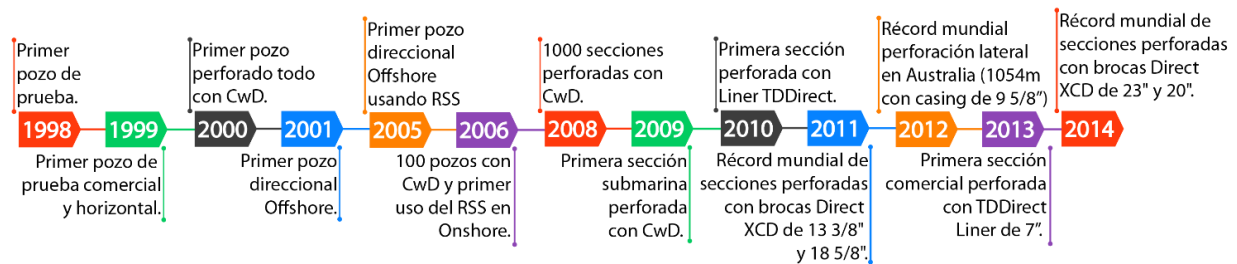 Primer
pozo de
prueba.
1998
1999
Primer pozo de
prueba comercial
y horizontal.
Primer pozo
perforado todo
con CwD.
2000
2001
Primer pozo
direccional
Offshore.
Primer pozo
direccional
Offshore
usando RSS
2005
2006
100 pozos con
CwD y primer
uso del RSS en
Onshore.
1000 secciones
perforadas con
CwD.
2008
2009
Primera sección
submarina
perforada
con CwD.
Primera sección
perforada con
Liner TDDirect.
2010
2011
Récord mundial de
secciones perforadas
con brocas Direct
XCD de 13 3/8"
y 18 5/8".
Récord mundial
perforación lateral
en Australia (1054m
con casing de 9 5/8”)
2012
2013
Primera sección
comercial perforada
con TDDirect
Liner de 7”.
Récord mundial de
secciones perforadas
con brocas Direct
XCD de 23" y 20".
2014